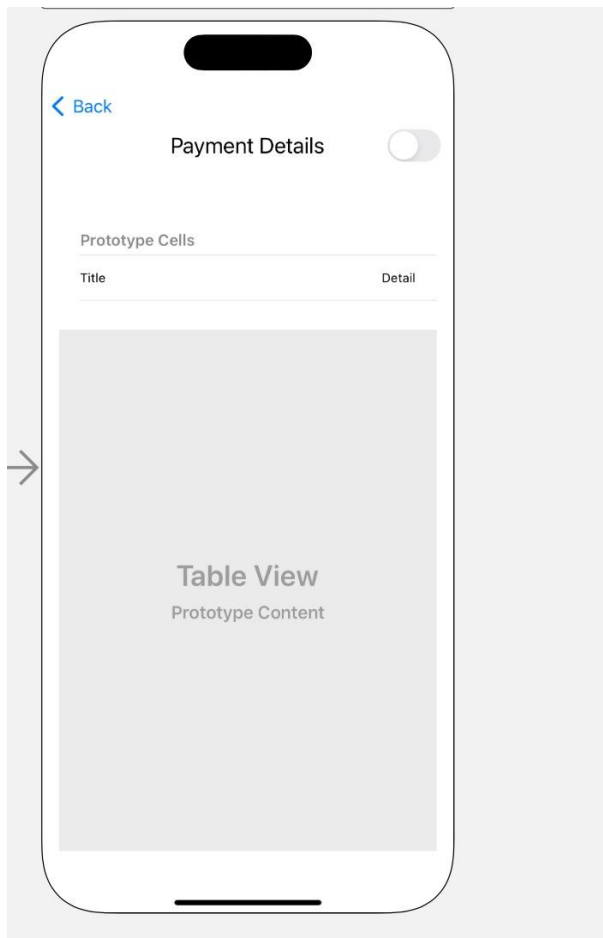 Back
Payment Details
Prototype Cells
Title Detail
Table View
Prototype Content